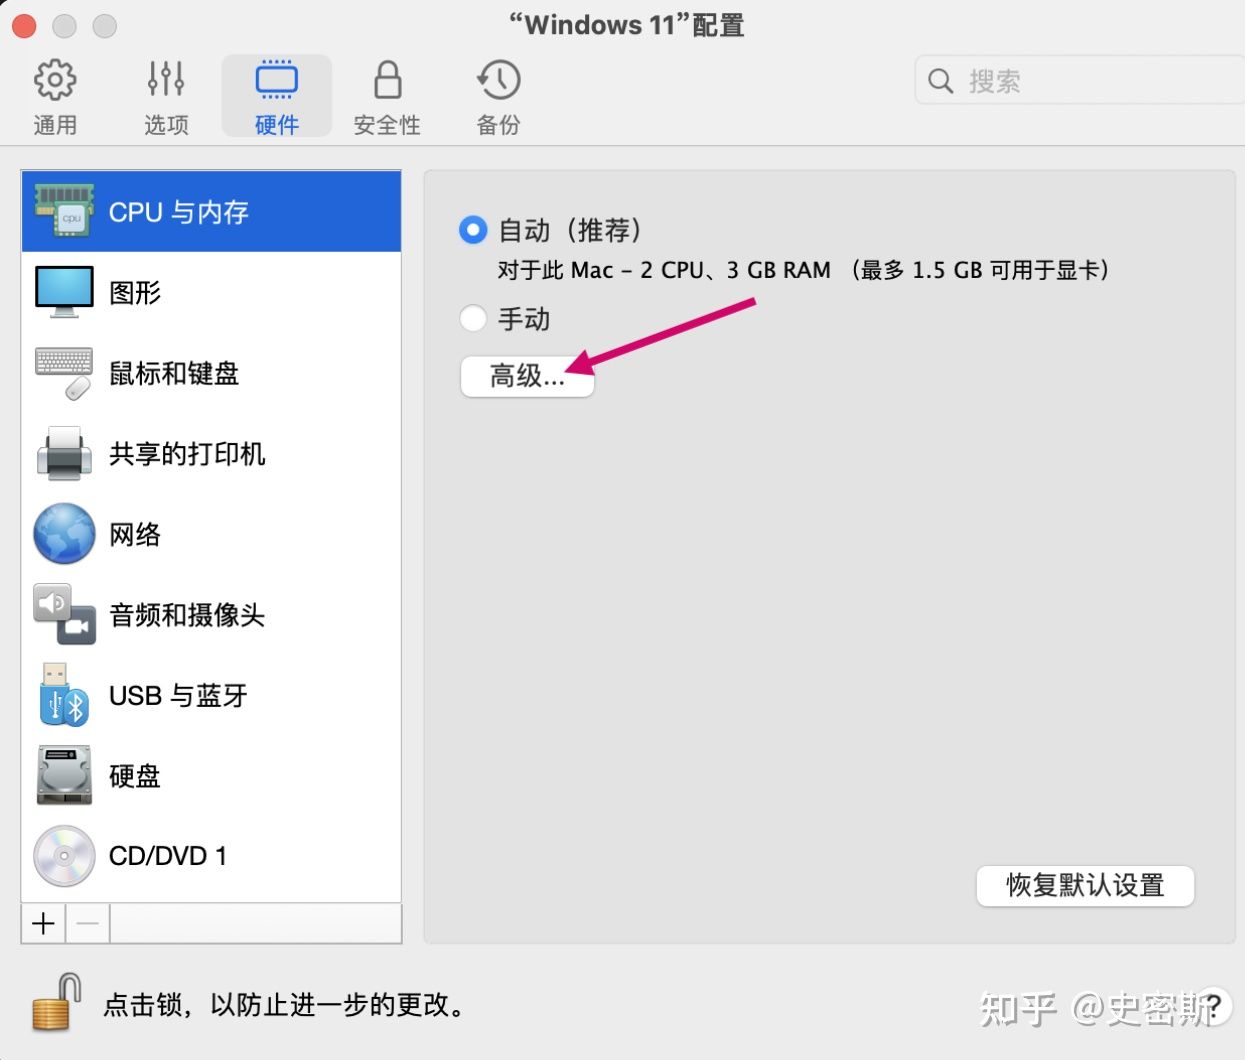 “Windows 11”配置
通用 选项 硬件 安全性 备份
搜索
cpu
CPU 与内存
图形
鼠标和键盘
共享的打印机
网络
音频和摄像头
USB 与蓝牙
硬盘
CD/DVD 1
自动（推荐）
对于此 Mac – 2 CPU、3 GB RAM （最多 1.5 GB 可用于显卡）
手动
高级...
恢复默认设置
点击锁，以防止进一步的更改。
知乎 @史密斯
?